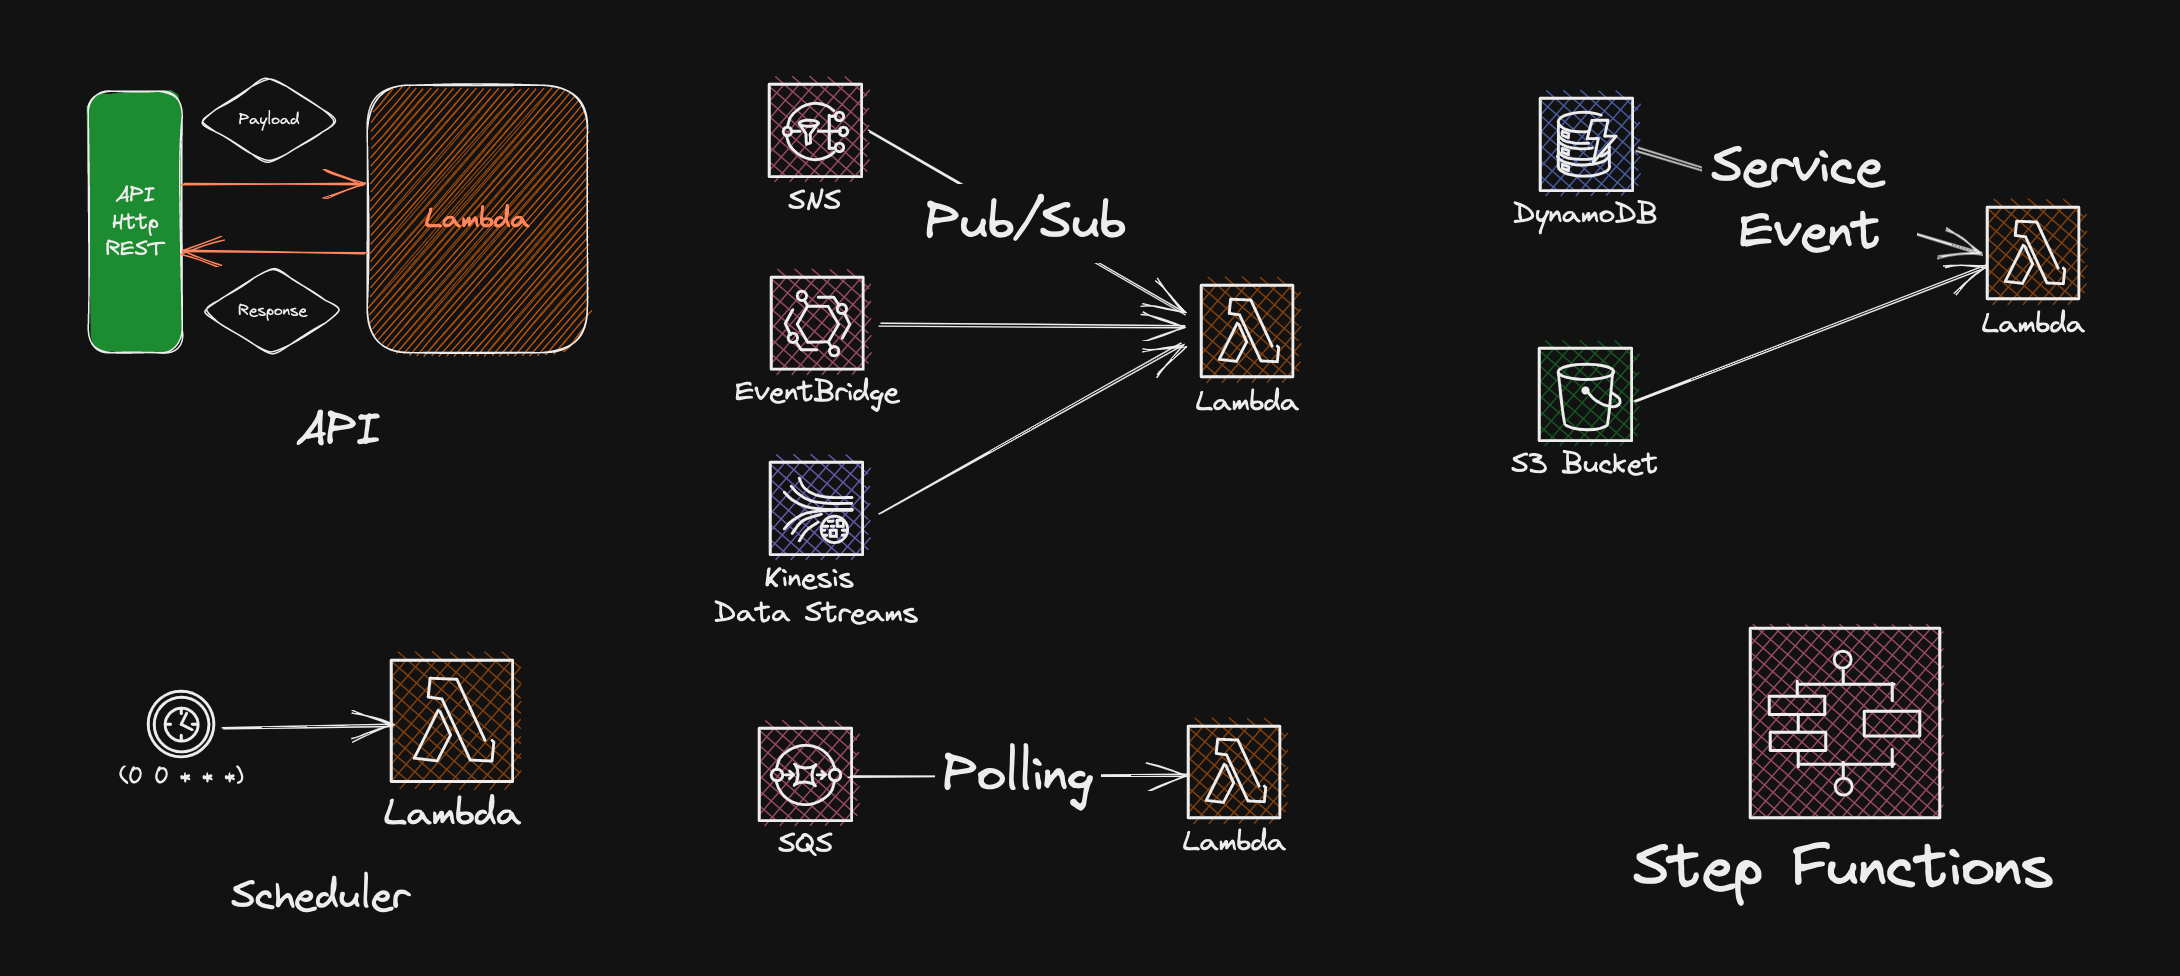 Payload
API
Http
REST
Lambda
Response
API
SNS
Pub/Sub
EventBridge
Lambda
Kinesis
Data Streams
DynamoDB
Service
Event
Lambda
S3 Bucket
(0 0 * * *)
Lambda
Scheduler
SQS
Polling
Lambda
Step Functions